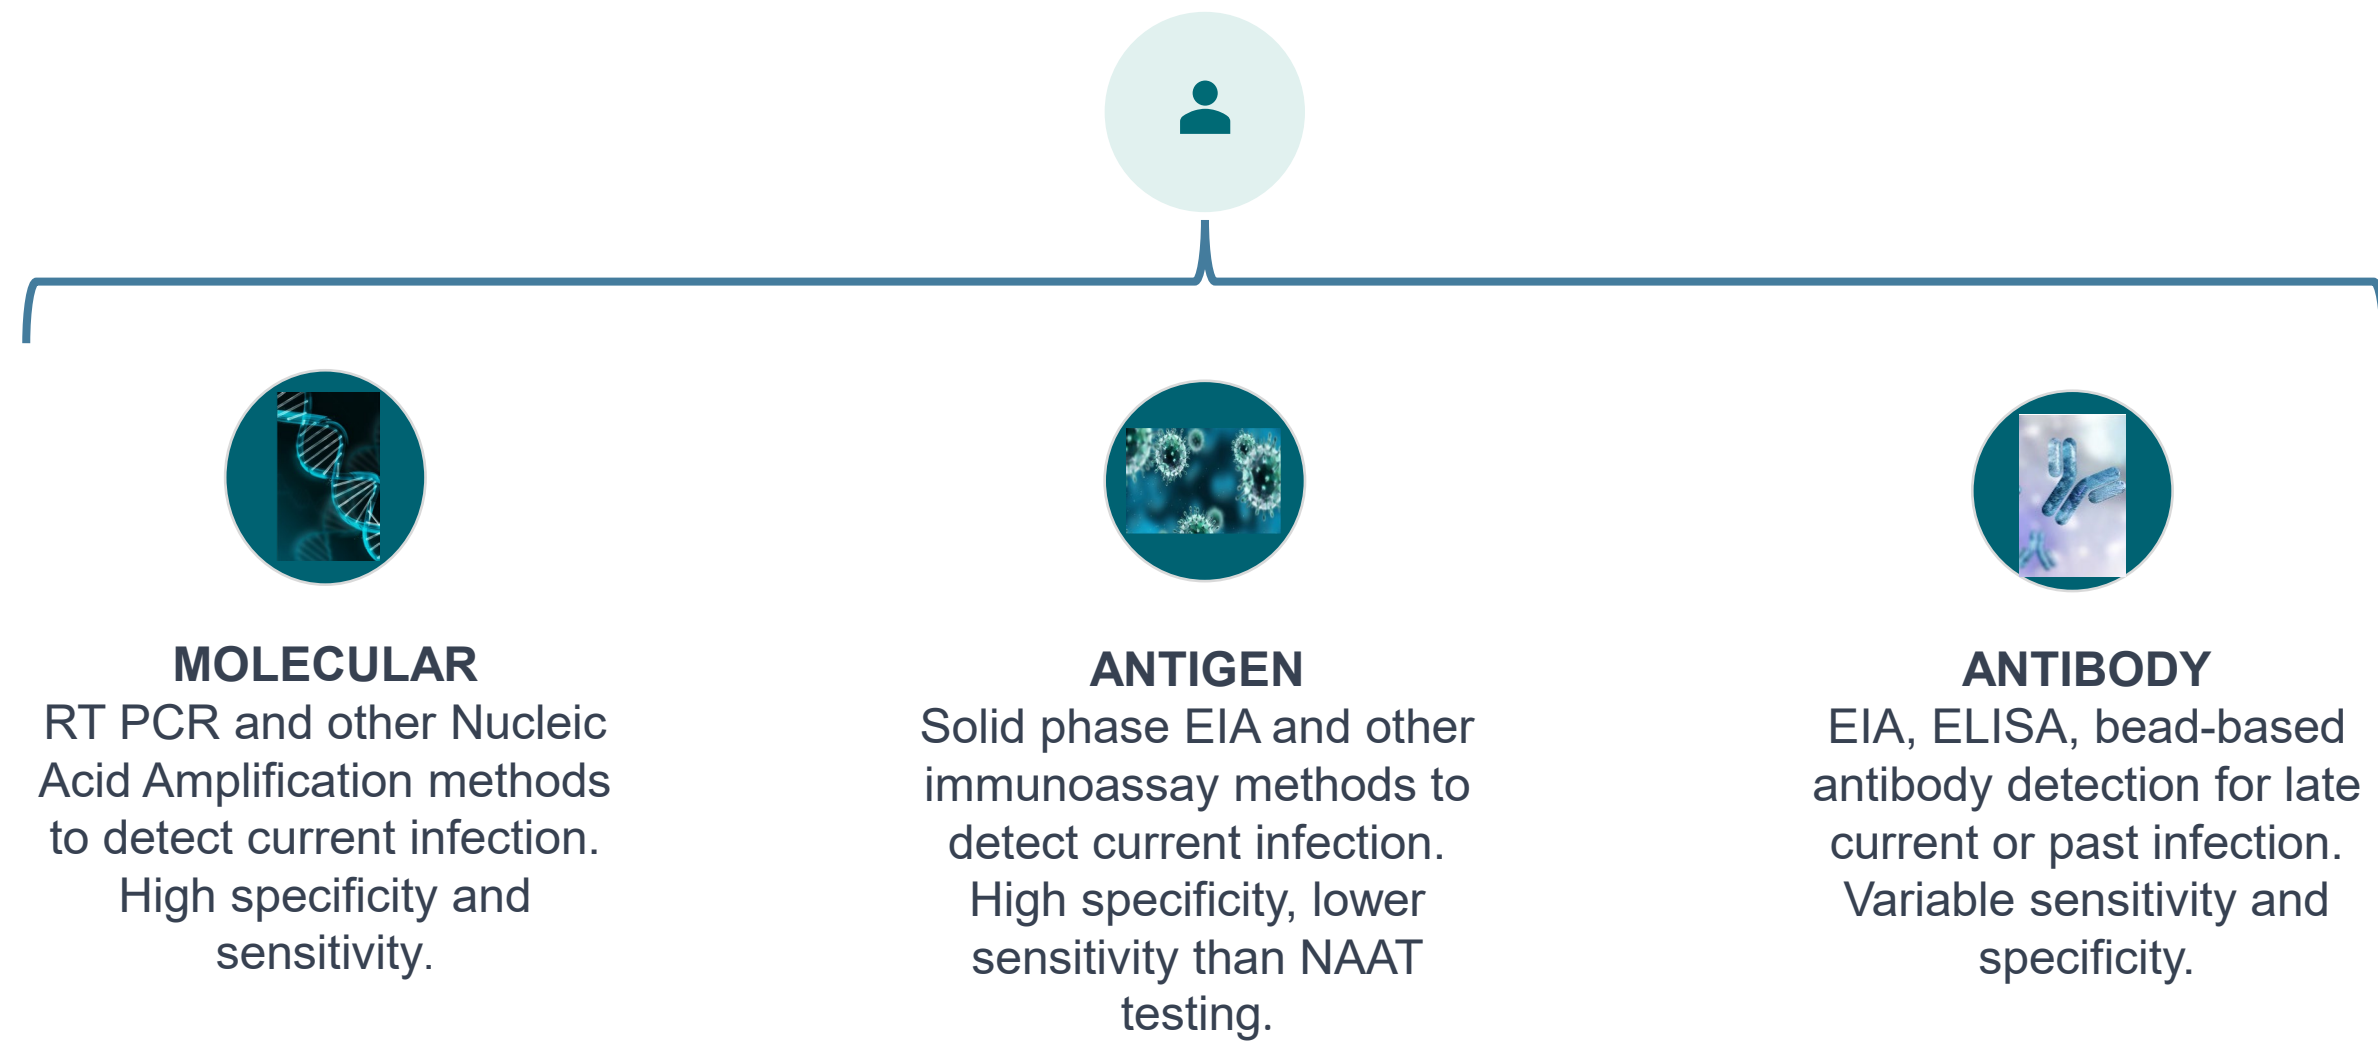 MOLECULAR
RT PCR and other Nucleic
Acid Amplification methods
to detect current infection.
High specificity and
sensitivity.
ANTIGEN
Solid phase EIA and other
immunoassay methods to
detect current infection.
High specificity, lower
sensitivity than NAAT
testing.
ANTIBODY
EIA, ELISA, bead-based
antibody detection for late
current or past infection.
Variable sensitivity and
specificity.